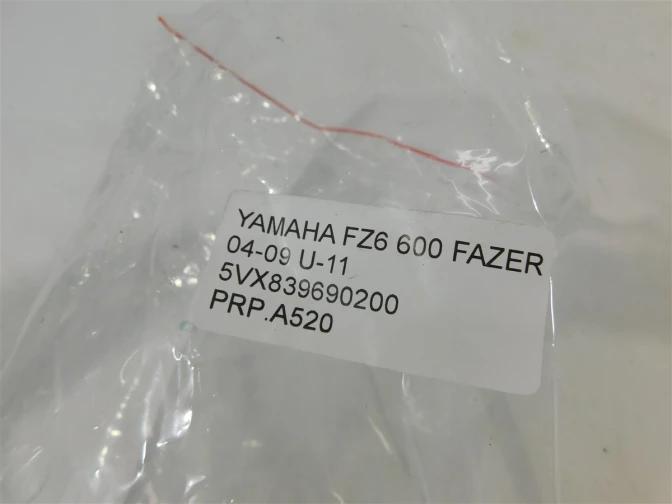 YAMAHA FZ6 600 FAZER
04-09 U-11
5VX839690200
PRP.A520